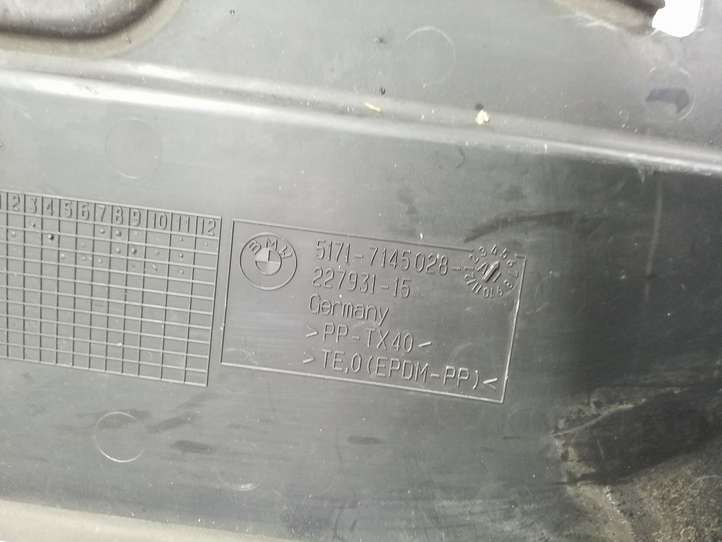 1 2 3 4 5 6 7 8 9 10 11 12
BMW
5171-7145028-
227931-15
Germany
>PP-TX40<
>TE,0(EPDM-PP)<